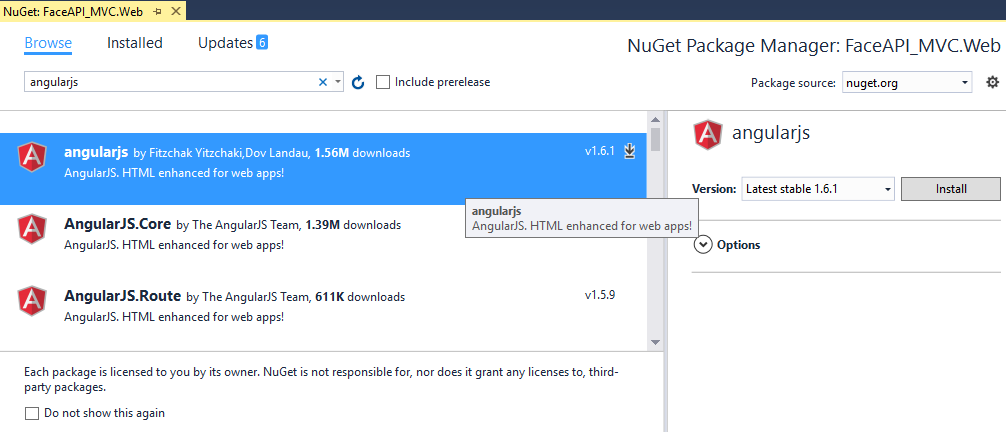 NuGet: FaceAPI_MVC.Web
Browse Installed Updates 6
NuGet Package Manager: FaceAPI_MVC.Web
angularjs
Include prerelease
Package source: nuget.org
angularjs by Fitzchak Yitzchaki,Dov Landau, 1.56M downloads v1.6.1
AngularJS. HTML enhanced for web apps!
AngularJS.Core by The AngularJS Team, 1.39M downloads
AngularJS. HTML enhanced for web apps!
angularjs
AngularJS. HTML enhanced for web apps!
AngularJS.Route by The AngularJS Team, 611K downloads v1.5.9
AngularJS. HTML enhanced for web apps!
Each package is licensed to you by its owner. NuGet is not responsible for, nor does it grant any licenses to, third-
party packages.
Do not show this again
angularjs
Version: Latest stable 1.6.1 Install
Options